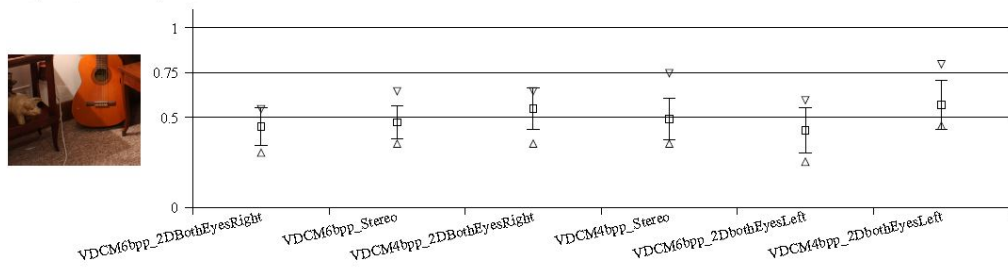 1
0.75
0.5
0
VDCM6bpp_2DBothEyesRight
VDCM6bpp_Stereo
VDCM4bpp_2DBothEyesRight
VDCM4bpp_Stereo
VDCM6bpp_2DbothEyesLeft
VDCM4bpp_2DbothEyesLeft